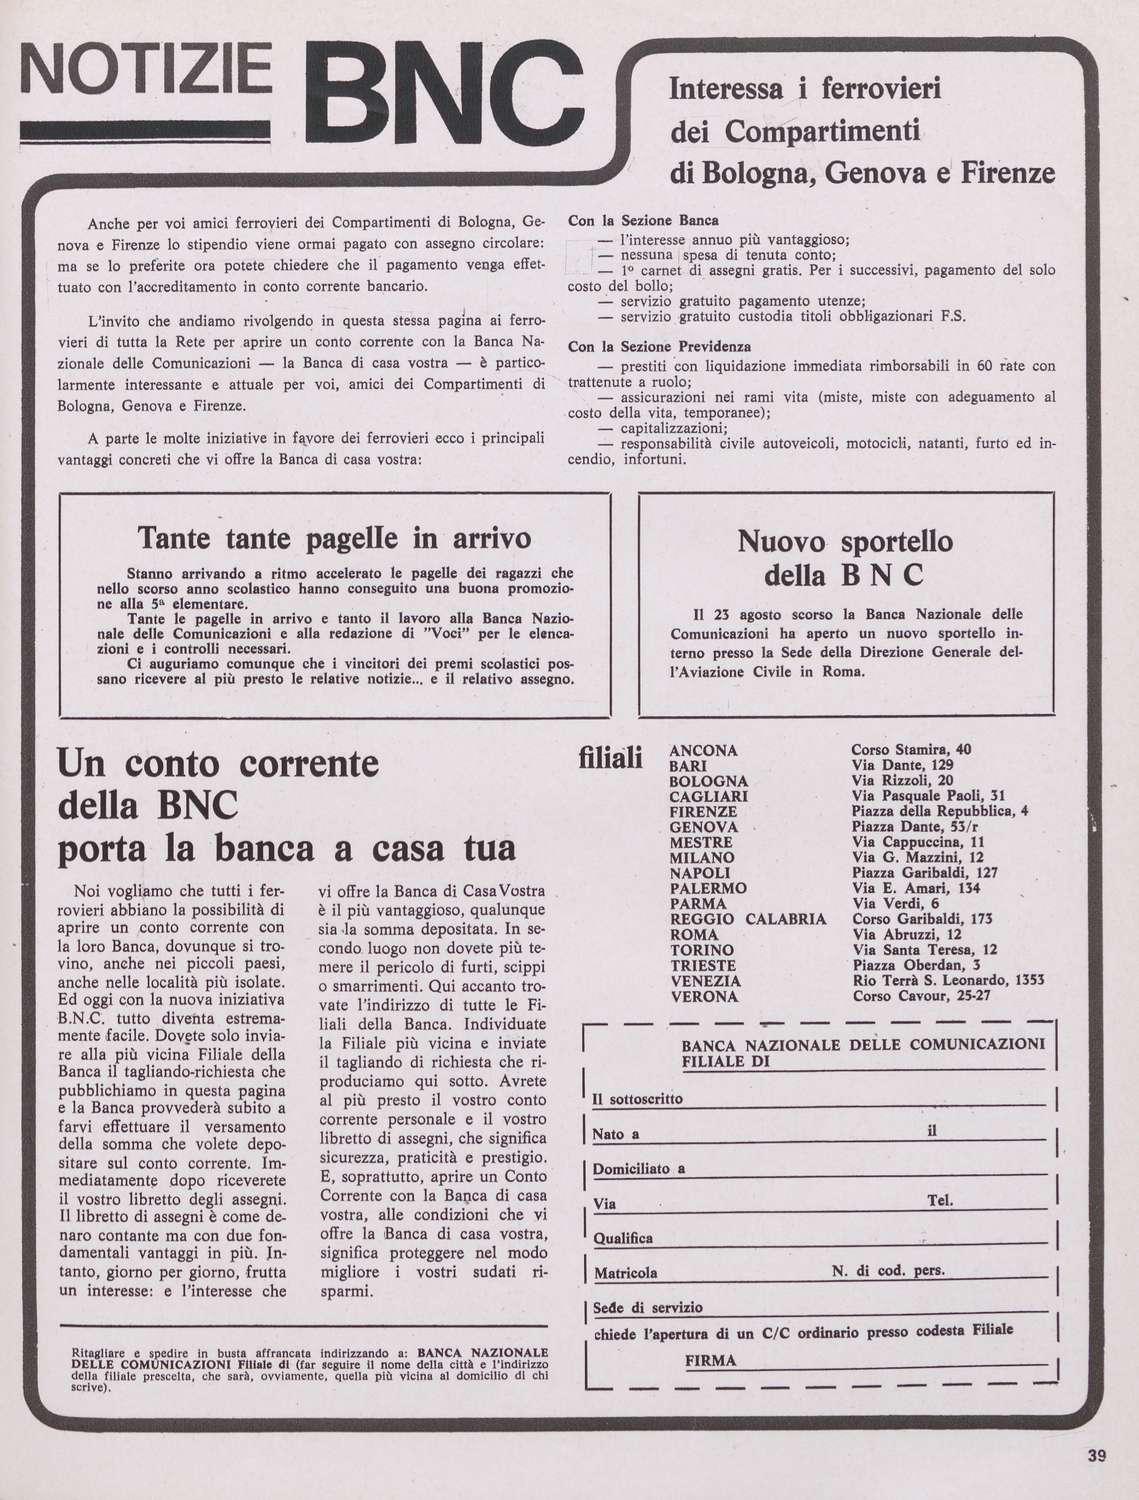 NOTIZIE BNC
Interessa i ferrovieri
dei Compartimenti
di Bologna, Genova e Firenze
Anche per voi amici ferrovieri dei Compartimenti di Bologna, Ge-
nova e Firenze lo stipendio viene ormai pagato con assegno circolare:
ma se lo preferite ora potete chiedere che il pagamento venga effet-
tuato con l'accreditamento in conto corrente bancario.
L'invito che andiamo rivolgendo in questa stessa pagina ai ferro-
vieri di tutta la Rete per aprire un conto corrente con la Banca Na-
zionale delle Comunicazioni — la Banca di casa vostra — è partico-
larmente interessante e attuale per voi, amici dei Compartimenti di
Bologna, Genova e Firenze.
A parte le molte iniziative in favore dei ferrovieri ecco i principali
vantaggi concreti che vi offre la Banca di casa vostra:
Con la Sezione Banca
— l'interesse annuo più vantaggioso;
— nessuna spesa di tenuta conto;
— 1º carnet di assegni gratis. Per i successivi, pagamento del solo
costo del bollo;
— servizio gratuito pagamento utenze;
— servizio gratuito custodia titoli obbligazionari F.S.
Con la Sezione Previdenza
— prestiti con liquidazione immediata rimborsabili in 60 rate con
trattenute a ruolo;
— assicurazioni nei rami vita (miste, miste con adeguamento al
costo della vita, temporanee);
— capitalizzazioni;
— responsabilità civile autoveicoli, motocicli, natanti, furto ed in-
cendio, infortuni.
Tante tante pagelle in arrivo
Stanno arrivando a ritmo accelerato le pagelle dei ragazzi che
nello scorso anno scolastico hanno conseguito una buona promozio-
ne alla 5ª elementare.
Tante le pagelle in arrivo e tanto il lavoro alla Banca Nazio-
nale delle Comunicazioni e alla redazione di "Voci" per le elenca-
zioni e i controlli necessari.
Ci auguriamo comunque che i vincitori dei premi scolastici pos-
sano ricevere al più presto le relative notizie... e il relativo assegno.
Nuovo sportello
della B N C
Il 23 agosto scorso la Banca Nazionale delle
Comunicazioni ha aperto un nuovo sportello in-
terno presso la Sede della Direzione Generale del-
l'Aviazione Civile in Roma.
Un conto corrente
della BNC
porta la banca a casa tua
Noi vogliamo che tutti i fer-
rovieri abbiano la possibilità di
aprire un conto corrente con
la loro Banca, dovunque si tro-
vino, anche nei piccoli paesi,
anche nelle località più isolate.
Ed oggi con la nuova iniziativa
B.N.C. tutto diventa estrema-
mente facile. Dovete solo invia-
re alla più vicina Filiale della
Banca il tagliando-richiesta che
pubblichiamo in questa pagina
e la Banca provvederà subito a
farvi effettuare il versamento
della somma che volete depo-
sitare sul conto corrente. Im-
mediatamente dopo riceverete
il vostro libretto degli assegni.
Il libretto di assegni è come de-
naro contante ma con due fon-
damentali vantaggi in più. In-
tanto, giorno per giorno, frutta
un interesse: e l'interesse che
vi offre la Banca di Casa Vostra
è il più vantaggioso, qualunque
sia la somma depositata. In se-
condo luogo non dovete più te-
mere il pericolo di furti, scippi
o smarrimenti. Qui accanto tro-
vate l'indirizzo di tutte le Fi-
liali della Banca. Individuate
la Filiale più vicina e inviate
il tagliando di richiesta che ri-
produciamo qui sotto. Avrete
al più presto il vostro conto
corrente personale e il vostro
libretto di assegni, che significa
sicurezza, praticità e prestigio.
E, soprattutto, aprire un Conto
Corrente con la Banca di casa
vostra, alle condizioni che vi
offre la Banca di casa vostra,
significa proteggere nel modo
migliore i vostri sudati ri-
sparmi.
Ritagliare e spedire in busta affrancata indirizzando a: BANCA NAZIONALE
DELLE COMUNICAZIONI Filiale di (far seguire il nome della città e l'indirizzo
della filiale prescelta, che sarà, ovviamente, quella più vicina al domicilio di chi
scrive).
filiali
ANCONA Corso Stamira, 40
BARI Via Dante, 129
BOLOGNA Via Rizzoli, 20
CAGLIARI Via Pasquale Paoli, 31
FIRENZE Piazza della Repubblica, 4
GENOVA Piazza Dante, 53/r
MESTRE Via Cappuccina, 11
MILANO Via G. Mazzini, 12
NAPOLI Piazza Garibaldi, 127
PALERMO Via E. Amari, 134
PARMA Via Verdi, 6
REGGIO CALABRIA Corso Garibaldi, 173
ROMA Via Abruzzi, 12
TORINO Via Santa Teresa, 12
TRIESTE Piazza Oberdan, 3
VENEZIA Rio Terrà S. Leonardo, 1353
VERONA Corso Cavour, 25-27
BANCA NAZIONALE DELLE COMUNICAZIONI
FILIALE DI
Il sottoscritto
Nato a il
Domiciliato a
Via Tel.
Qualifica
Matricola N. di cod. pers.
Sede di servizio
chiede l'apertura di un C/C ordinario presso codesta Filiale
FIRMA
39